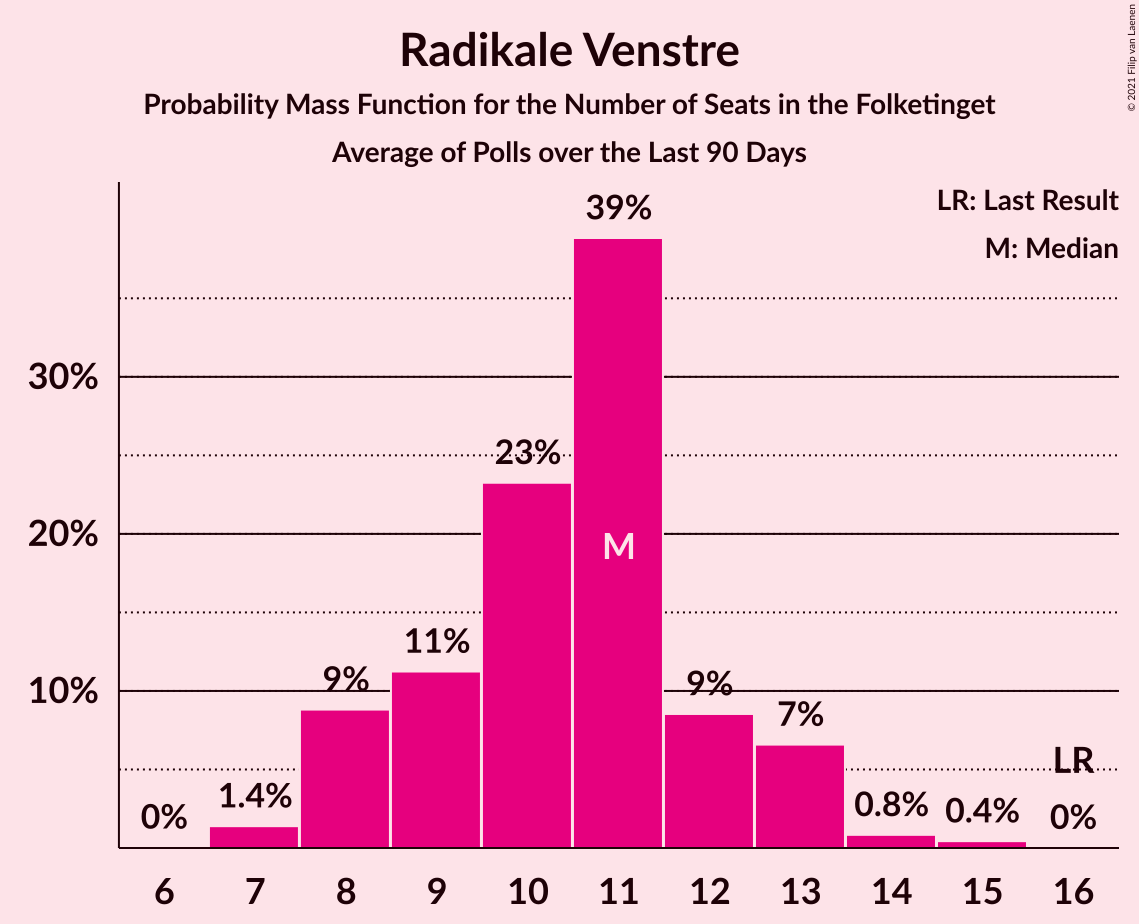 Radikale Venstre
Probability Mass Function for the Number of Seats in the Folketinget
Average of Polls over the Last 90 Days
© 2021 Filip van Laenen
LR: Last Result
M: Median
39%
30%
23%
20%
M
11%
10%
9%
9%
7%
LR
1.4%
0.8%
0.4%
0%
0%
6 7 8 9 10 11 12 13 14 15 16